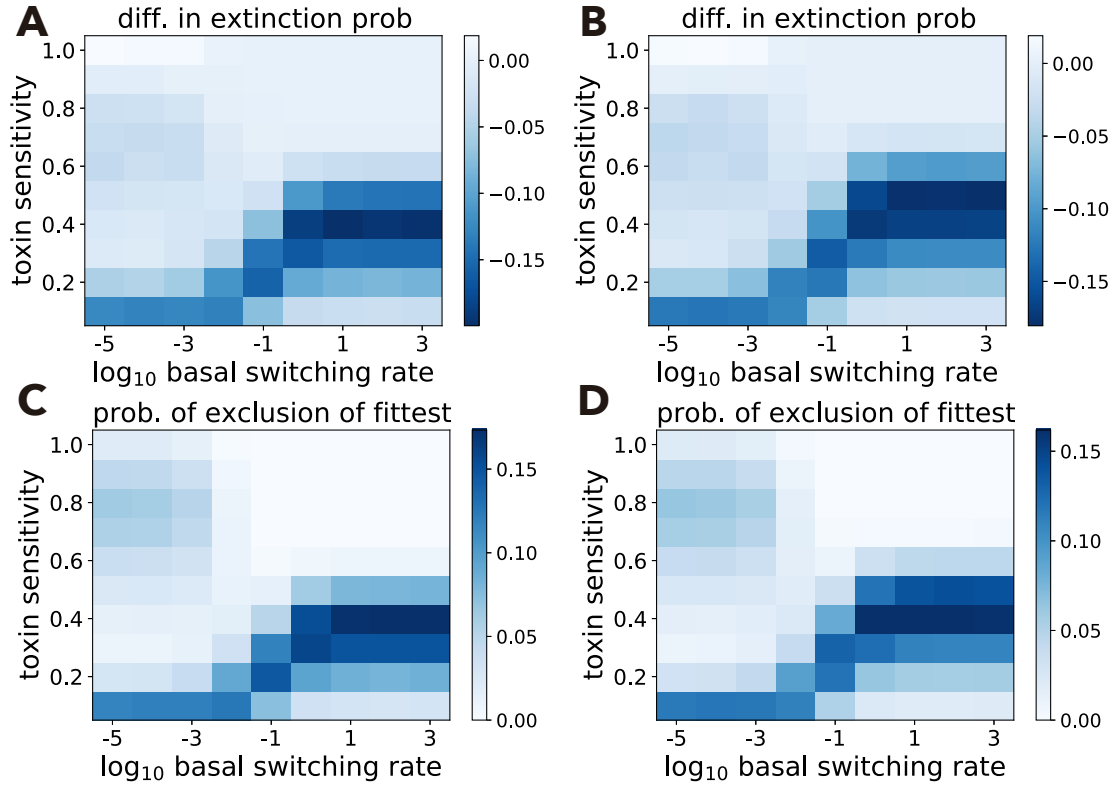 A
diff. in extinction prob
toxin sensitivity
1.0
0.8
0.6
0.4
0.2
-5 -3 -1 1 3
log10 basal switching rate
0.00
−0.05
−0.10
−0.15
B
diff. in extinction prob
toxin sensitivity
1.0
0.8
0.6
0.4
0.2
-5 -3 -1 1 3
log10 basal switching rate
0.00
−0.05
−0.10
−0.15
C
prob. of exclusion of fittest
toxin sensitivity
1.0
0.8
0.6
0.4
0.2
-5 -3 -1 1 3
log10 basal switching rate
0.15
0.10
0.05
0.00
D
prob. of exclusion of fittest
toxin sensitivity
1.0
0.8
0.6
0.4
0.2
-5 -3 -1 1 3
log10 basal switching rate
0.15
0.10
0.05
0.00